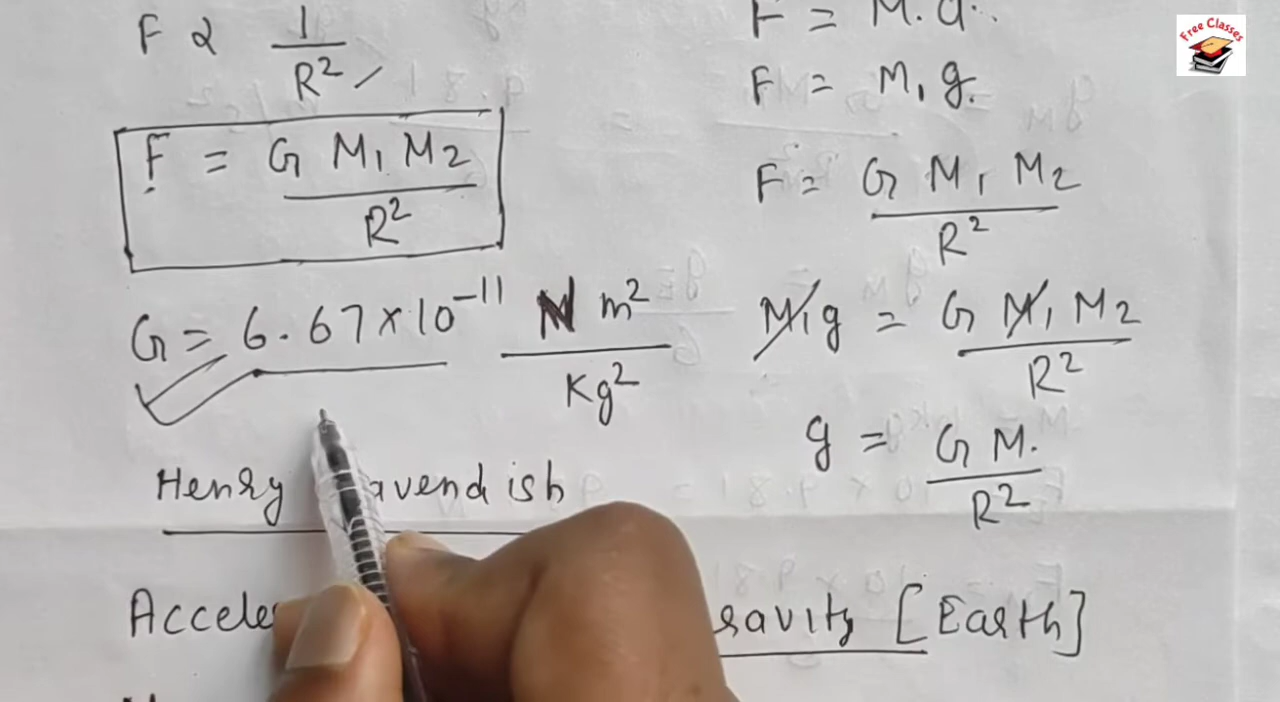 F ∝ 1/R²
F = G M₁ M₂/R²
G = 6.67×10⁻¹¹ N m²/Kg²
Henry avendish
Accele ravity [Earth]
F = M.a.
F = M₁g.
F = G M₁ M₂/R²
M₁g = G M₁ M₂/R²
g = G M./R²
Free Classes